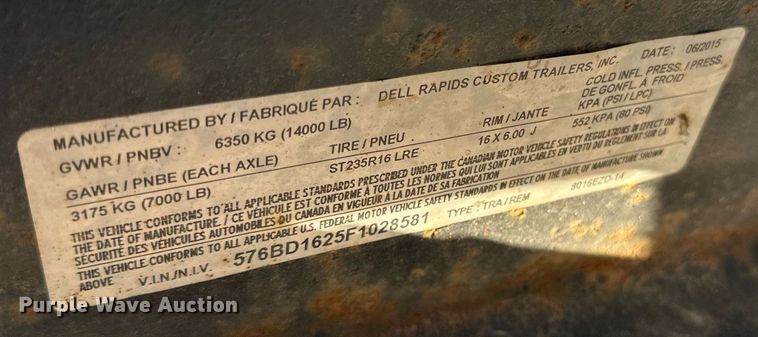 MANUFACTURED BY / FABRIQUÉ PAR : DELL RAPIDS CUSTOM TRAILERS, INC. DATE: 06/2015
GVWR / PNBV : 6350 KG (14000 LB) COLD INFL. PRESS. / PRESS. DE GONFL. À FROID
GAWR / PNBE (EACH AXLE) TIRE / PNEU RIM / JANTE KPA (PSI / LPC)
3175 KG (7000 LB) ST235R16 LRE 16 X 6.00 J 552 KPA (80 PSI)
THIS VEHICLE CONFORMS TO ALL APPLICABLE STANDARDS PRESCRIBED UNDER THE CANADIAN MOTOR VEHICLE SAFETY REGULATIONS IN EFFECT ON
THE DATE OF MANUFACTURE. / CE VÉHICULE EST CONFORME À TOUTES LES NORMES QUI LUI SONT APPLICABLES EN VERTU DU RÈGLEMENT SUR LA
SÉCURITÉ DES VÉHICULES AUTOMOBILES DU CANADA EN VIGUEUR À LA DATE DE SA FABRICATION
THIS VEHICLE CONFORMS TO ALL APPLICABLE U.S. FEDERAL MOTOR VEHICLE SAFETY STANDARDS IN EFFECT ON THE DATE OF MANUFACTURE SHOWN
ABOVE V.I.N./N.I.V. 576BD1625F1028581 TYPE : TRA / REM 8016EZD-14
Purple Wave Auction